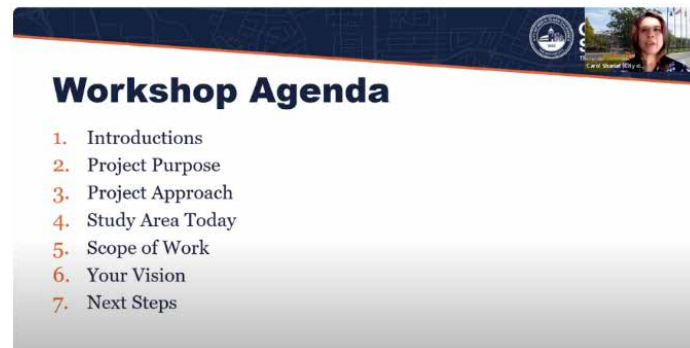 Workshop Agenda
1. Introductions
2. Project Purpose
3. Project Approach
4. Study Area Today
5. Scope of Work
6. Your Vision
7. Next Steps